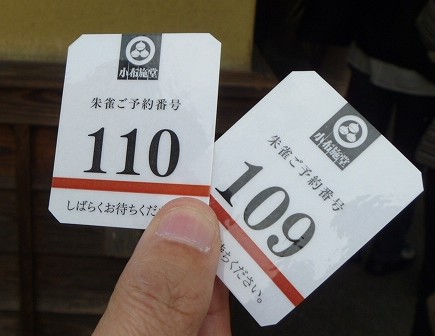 小布施堂
朱雀ご予約番号
110
しばらくお待ちくだ
小布施堂
朱雀ご予約番号
109
ちください。